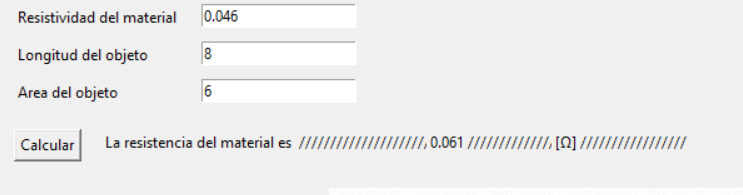 Resistividad del material 0.046
Longitud del objeto 8
Area del objeto 6
Calcular La resistencia del material es ////////////////////, 0.061 /////////////, [Ω] /////////////////